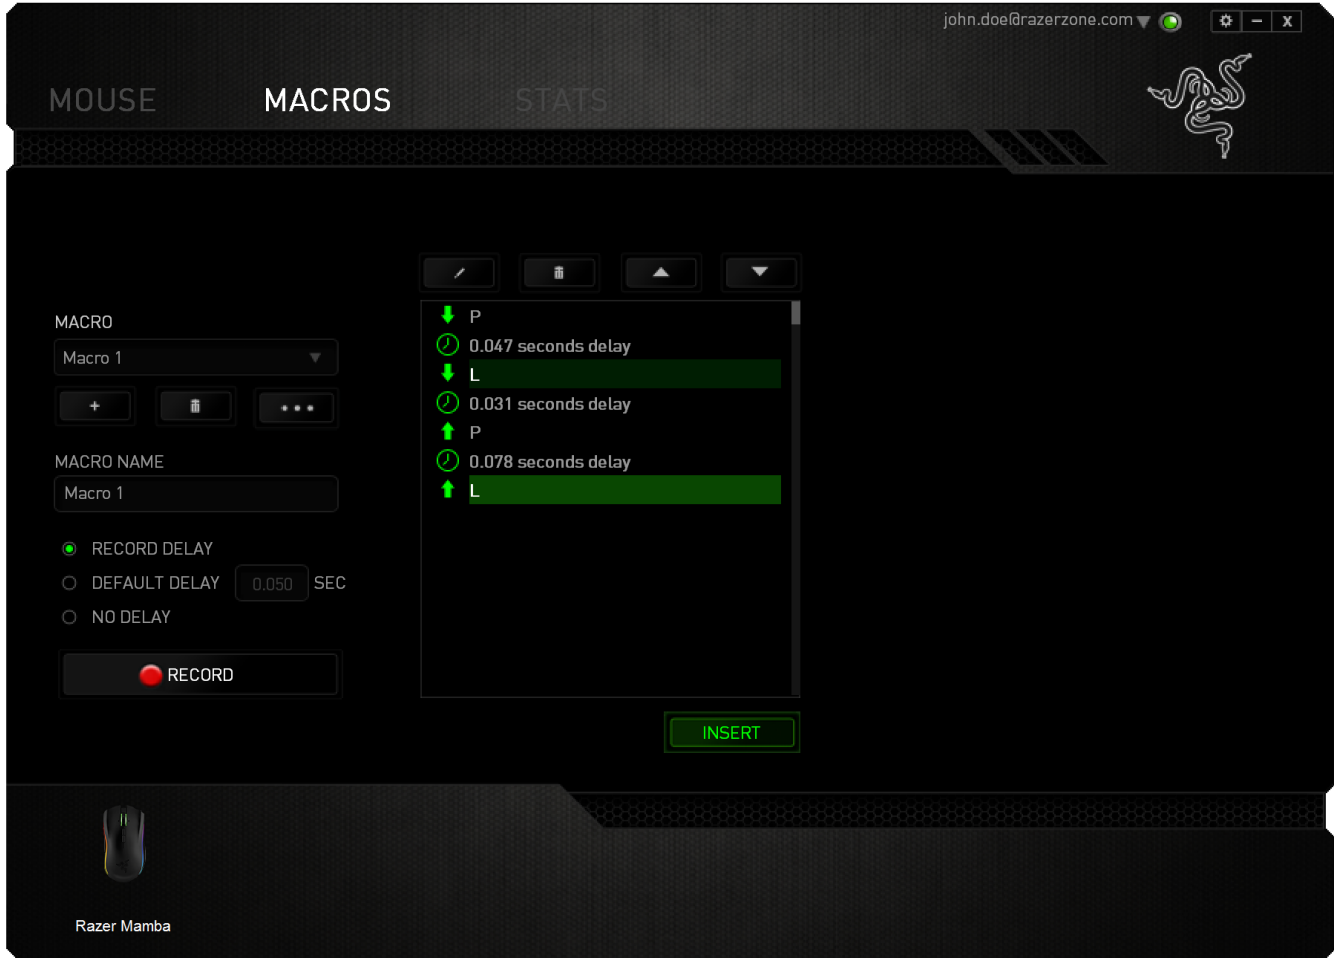 john.doe@razerzone.com
MOUSE MACROS STATS
MACRO
Macro 1
MACRO NAME
Macro 1
RECORD DELAY
DEFAULT DELAY 0.050 SEC
NO DELAY
RECORD
P
0.047 seconds delay
L
0.031 seconds delay
P
0.078 seconds delay
L
INSERT
Razer Mamba